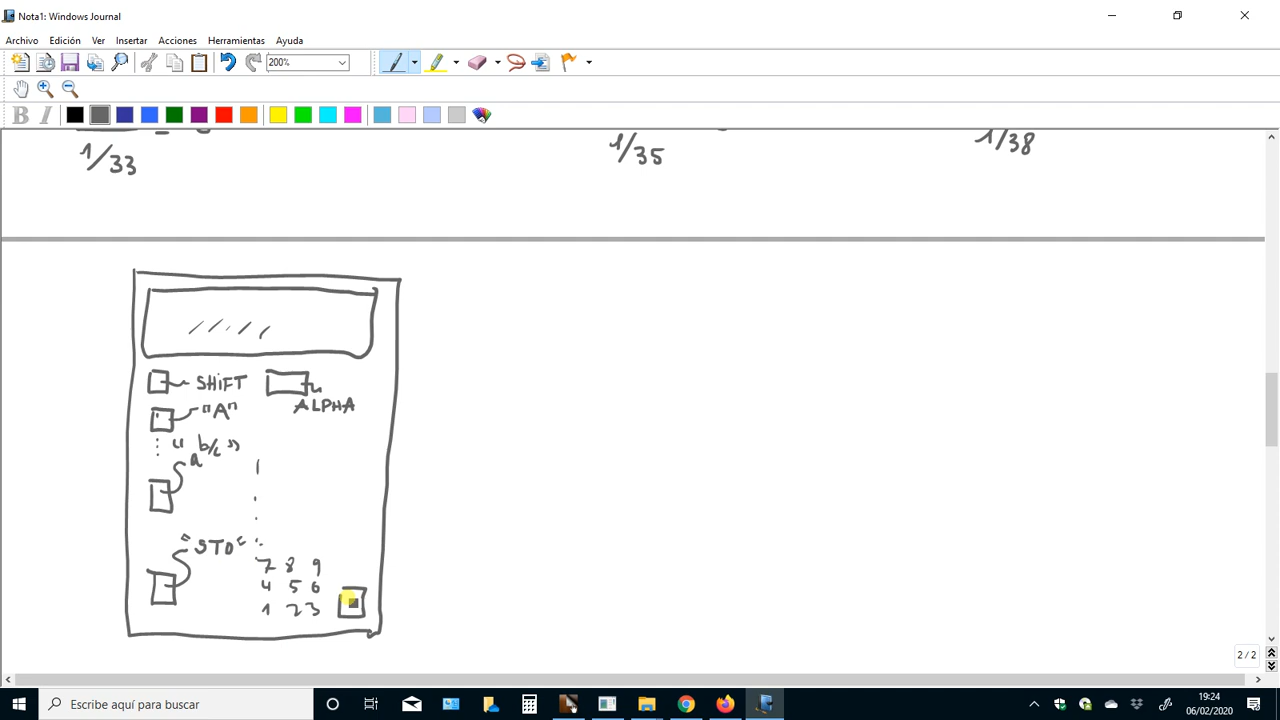 Nota1: Windows Journal
Archivo Edición Ver Insertar Acciones Herramientas Ayuda
200%
B I
1/33
1/35
1/38
SHIFT
ALPHA
"A"
" b/c "
a
"STO"
7 8 9
4 5 6
1 2 3
2 / 2
Escribe aquí para buscar
19:24
06/02/2020